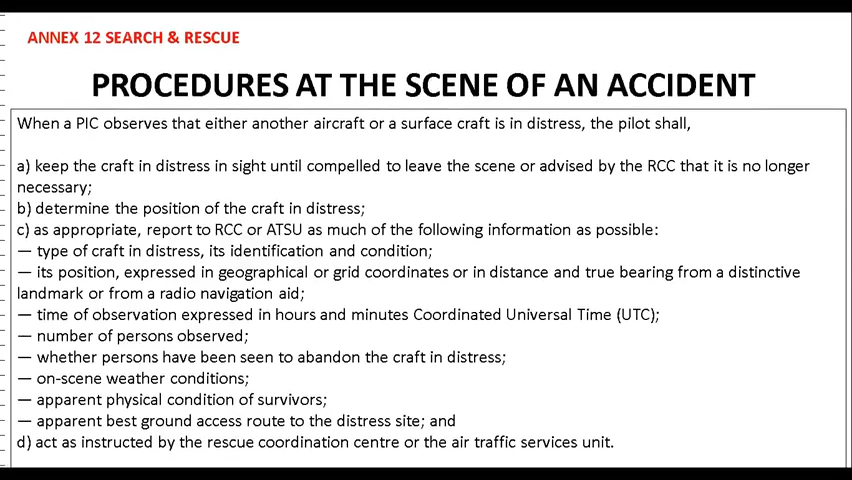 ANNEX 12 SEARCH & RESCUE
PROCEDURES AT THE SCENE OF AN ACCIDENT
When a PIC observes that either another aircraft or a surface craft is in distress, the pilot shall,
a) keep the craft in distress in sight until compelled to leave the scene or advised by the RCC that it is no longer
necessary;
b) determine the position of the craft in distress;
c) as appropriate, report to RCC or ATSU as much of the following information as possible:
— type of craft in distress, its identification and condition;
— its position, expressed in geographical or grid coordinates or in distance and true bearing from a distinctive
landmark or from a radio navigation aid;
— time of observation expressed in hours and minutes Coordinated Universal Time (UTC);
— number of persons observed;
— whether persons have been seen to abandon the craft in distress;
— on-scene weather conditions;
— apparent physical condition of survivors;
— apparent best ground access route to the distress site; and
d) act as instructed by the rescue coordination centre or the air traffic services unit.